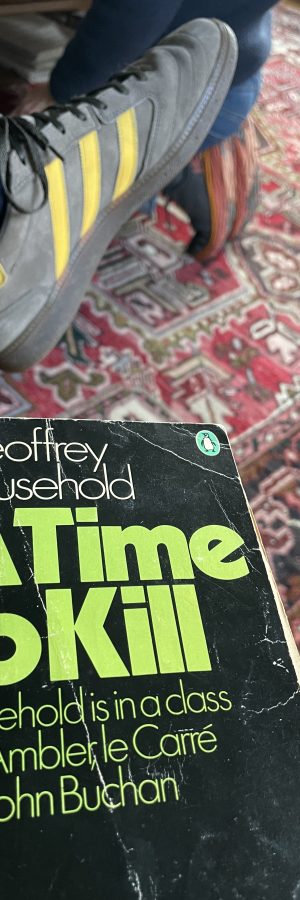 eoffrey
usehold
A Time
o Kill
ehold is in a class
Ambler, le Carré
ohn Buchan